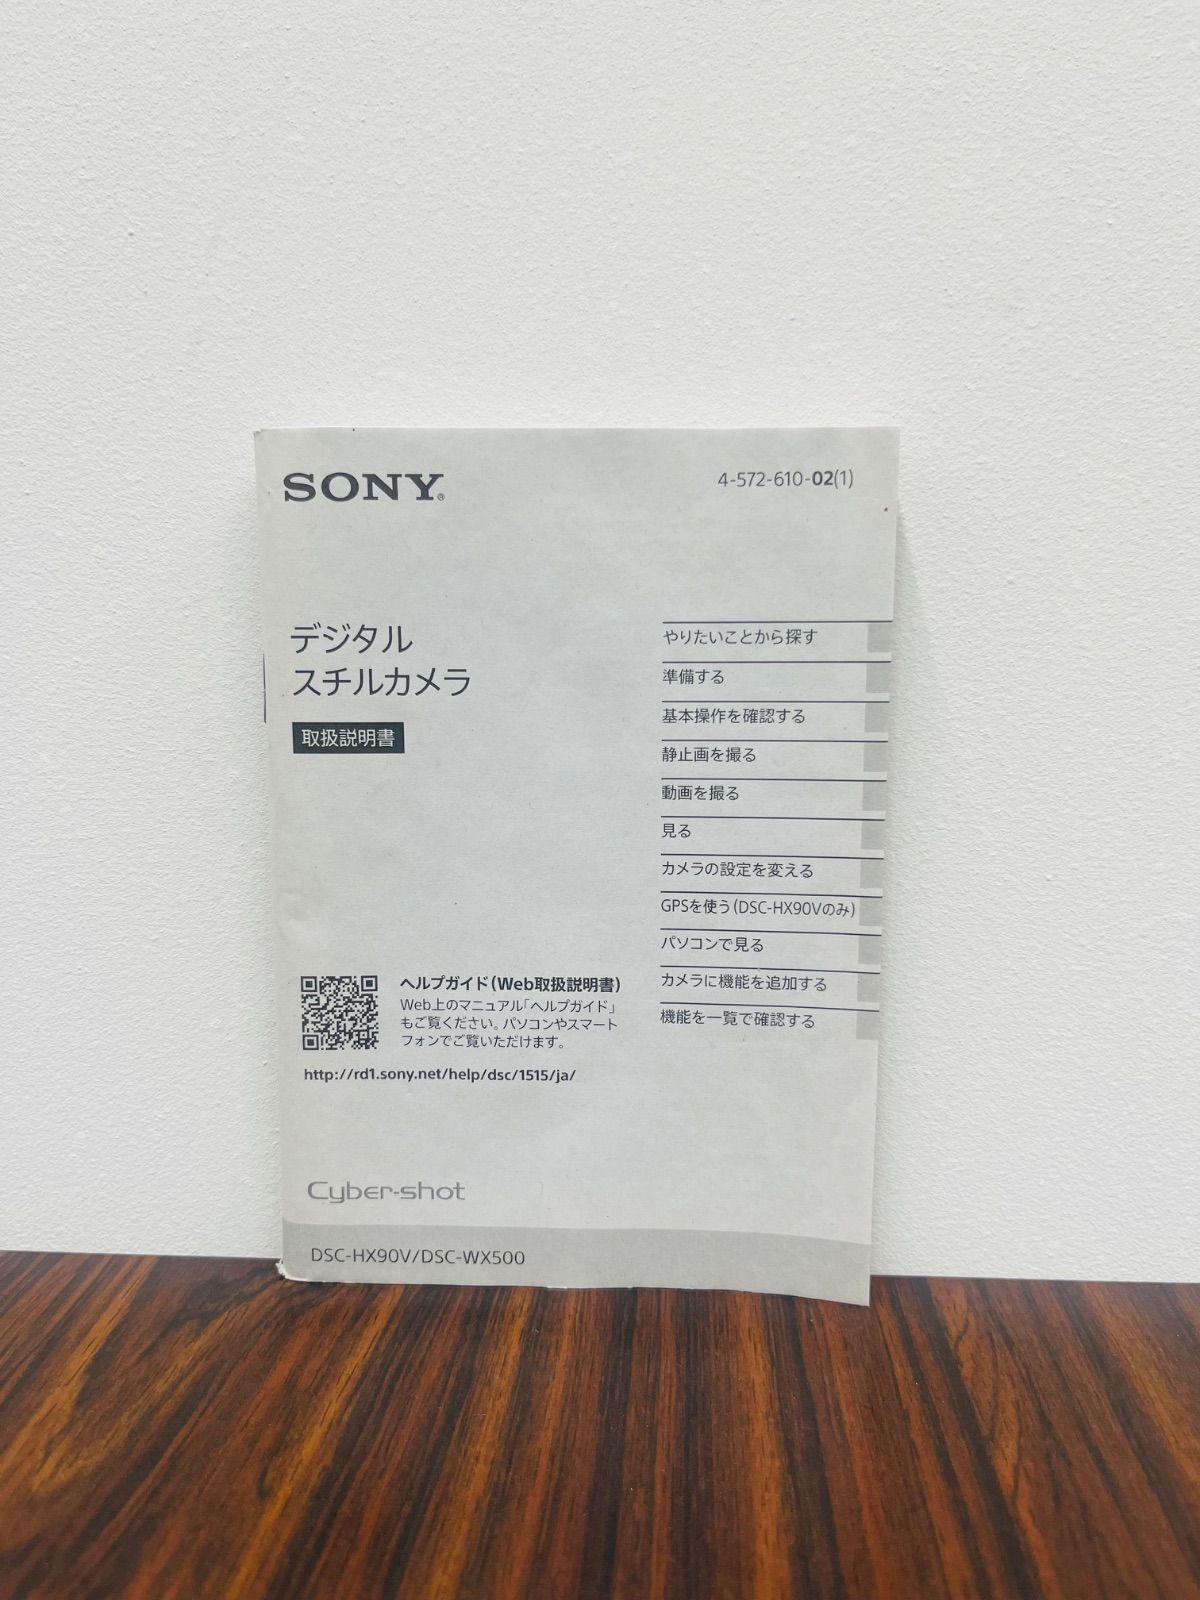 SONY®
4-572-610-02(1)
デジタル
スチルカメラ
取扱説明書
やりたいことから探す
準備する
基本操作を確認する
静止画を撮る
動画を撮る
見る
カメラの設定を変える
GPSを使う(DSC-HX90Vのみ)
パソコンで見る
カメラに機能を追加する
機能を一覧で確認する
ヘルプガイド(Web取扱説明書)
Web上のマニュアル「ヘルプガイド」
もご覧ください。パソコンやスマート
フォンでご覧いただけます。
http://rd1.sony.net/help/dsc/1515/ja/
Cyber-shot
DSC-HX90V/DSC-WX500